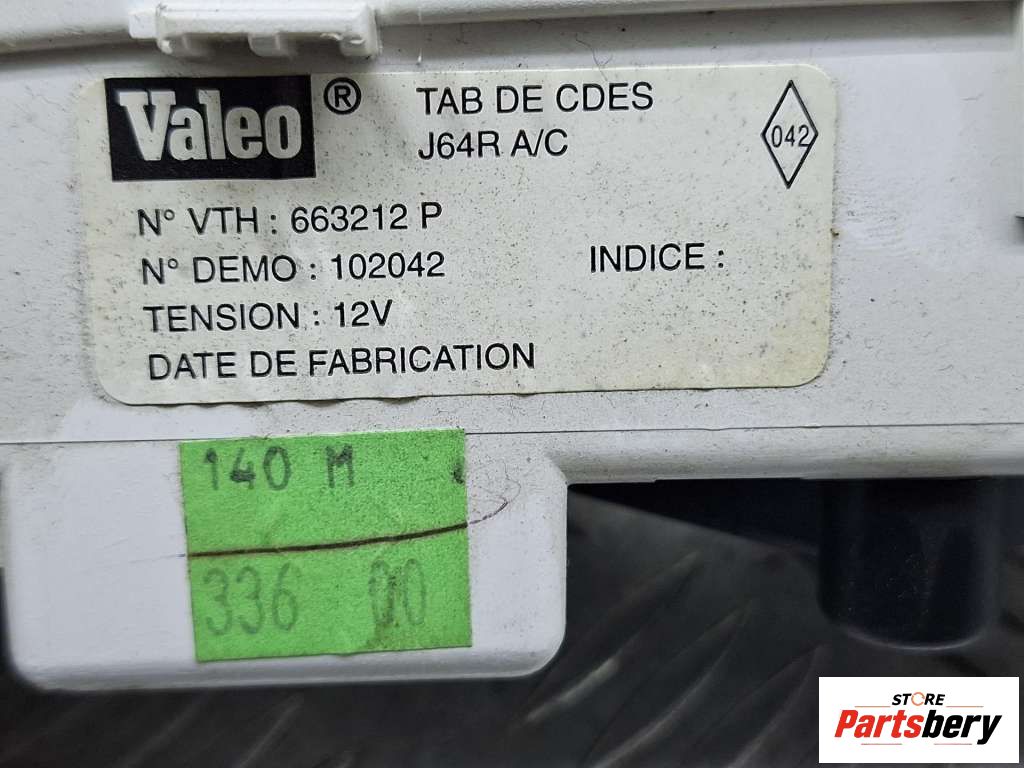 Valeo ® TAB DE CDES
J64R A/C
042
N° VTH : 663212 P
N° DEMO : 102042
INDICE :
TENSION : 12V
DATE DE FABRICATION
140 M
336 00
STORE
Partsbery